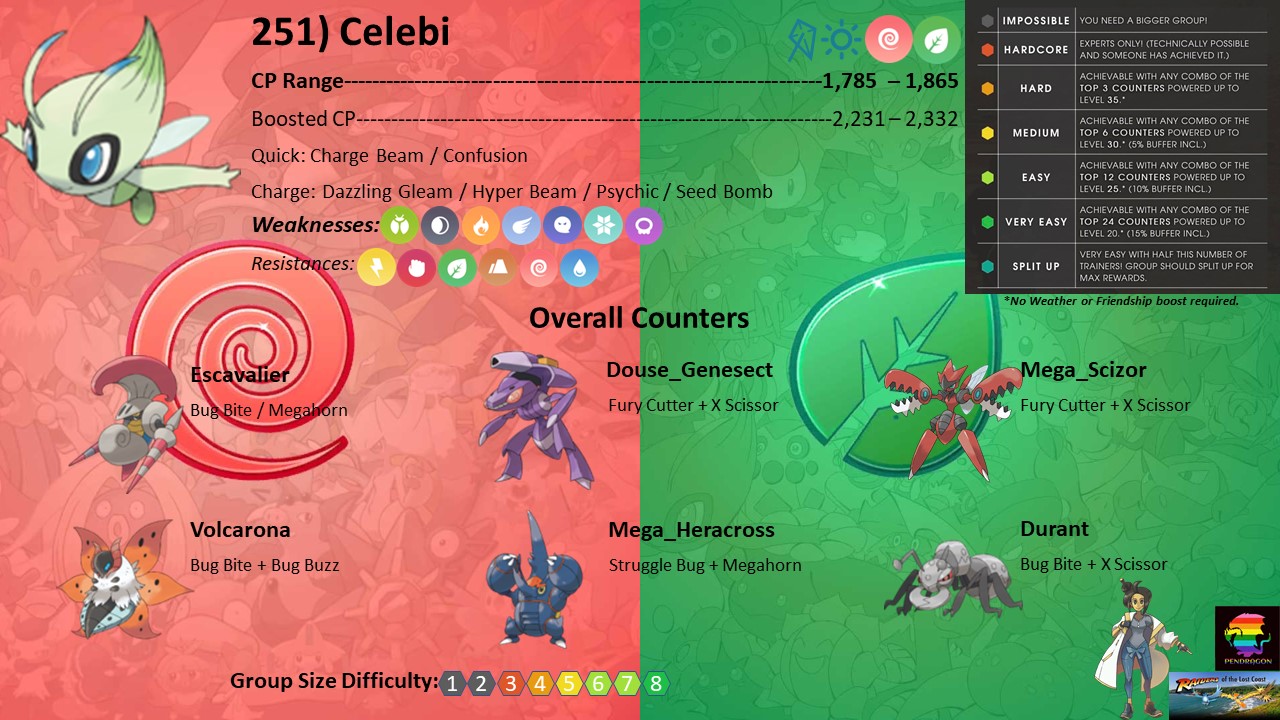 251) Celebi
CP Range--------------------------------------------------------------------1,785 – 1,865
Boosted CP--------------------------------------------------------------------2,231 – 2,332
Quick: Charge Beam / Confusion
Charge: Dazzling Gleam / Hyper Beam / Psychic / Seed Bomb
Weaknesses:
Resistances:
IMPOSSIBLE YOU NEED A BIGGER GROUP!
HARDCORE EXPERTS ONLY! (TECHNICALLY POSSIBLE
AND SOMEONE HAS ACHIEVED IT.)
HARD ACHIEVABLE WITH ANY COMBO OF THE
TOP 3 COUNTERS POWERED UP TO
LEVEL 35.*
MEDIUM ACHIEVABLE WITH ANY COMBO OF THE
TOP 6 COUNTERS POWERED UP TO
LEVEL 30.* (5% BUFFER INCL.)
EASY ACHIEVABLE WITH ANY COMBO OF THE
TOP 12 COUNTERS POWERED UP TO
LEVEL 25.* (10% BUFFER INCL.)
VERY EASY ACHIEVABLE WITH ANY COMBO OF THE
TOP 24 COUNTERS POWERED UP TO
LEVEL 20.* (15% BUFFER INCL.)
SPLIT UP VERY EASY WITH HALF THIS NUMBER OF
TRAINERS! GROUP SHOULD SPLIT UP FOR
MAX REWARDS.
*No Weather or Friendship boost required.
Overall Counters
Escavalier
Bug Bite / Megahorn
Douse_Genesect
Fury Cutter + X Scissor
Mega_Scizor
Fury Cutter + X Scissor
Volcarona
Bug Bite + Bug Buzz
Mega_Heracross
Struggle Bug + Megahorn
Durant
Bug Bite + X Scissor
Group Size Difficulty: 1 2 3 4 5 6 7 8
PENDRAGON
RAIDERS of the Lost Coast